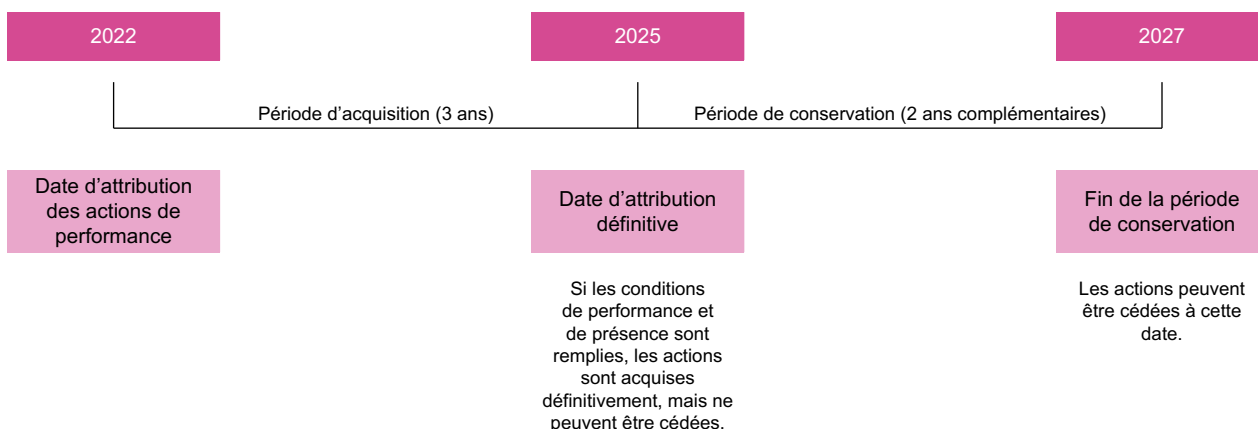 2022
2025
2027
Période d’acquisition (3 ans)
Période de conservation (2 ans complémentaires)
Date d’attribution
des actions de
performance
Date d’attribution
définitive
Fin de la période
de conservation
Si les conditions
de performance et
de présence sont
remplies, les actions
sont acquises
définitivement, mais ne
peuvent être cédées.
Les actions peuvent
être cédées à cette
date.